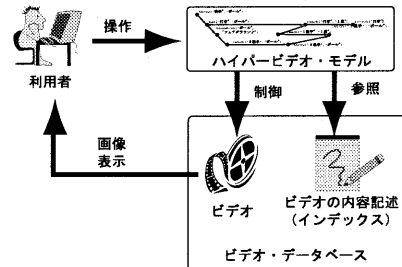 操作
利用者
ハイパービデオ・モデル
制御
参照
画像
表示
ビデオ
ビデオの内容記述
(インデックス)
ビデオ・データベース